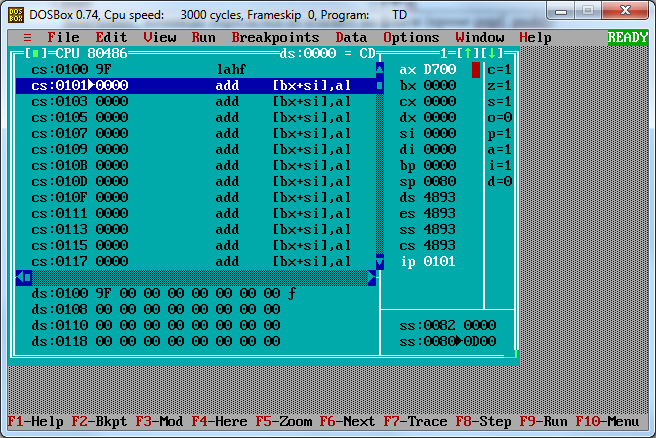 DOSBox 0.74, Cpu speed: 3000 cycles, Frameskip 0, Program: TD
≡ File Edit View Run Breakpoints Data Options Window Help READY
[■]=CPU 80486 ds:0000 = CD 1=[↑][↓]
cs:0100 9F lahf ax D700 c=1
cs:0101►0000 add [bx+si],al bx 0000 z=1
cs:0103 0000 add [bx+si],al cx 0000 s=1
cs:0105 0000 add [bx+si],al dx 0000 o=0
cs:0107 0000 add [bx+si],al si 0000 p=1
cs:0109 0000 add [bx+si],al di 0000 a=1
cs:010B 0000 add [bx+si],al bp 0000 i=1
cs:010D 0000 add [bx+si],al sp 0080 d=0
cs:010F 0000 add [bx+si],al ds 4893
cs:0111 0000 add [bx+si],al es 4893
cs:0113 0000 add [bx+si],al ss 4893
cs:0115 0000 add [bx+si],al cs 4893
cs:0117 0000 add [bx+si],al ip 0101
ds:0100 9F 00 00 00 00 00 00 00 ƒ
ds:0108 00 00 00 00 00 00 00 00
ds:0110 00 00 00 00 00 00 00 00 ss:0082 0000
ds:0118 00 00 00 00 00 00 00 00 ss:0080►0D00
F1-Help F2-Bkpt F3-Mod F4-Here F5-Zoom F6-Next F7-Trace F8-Step F9-Run F10-Menu